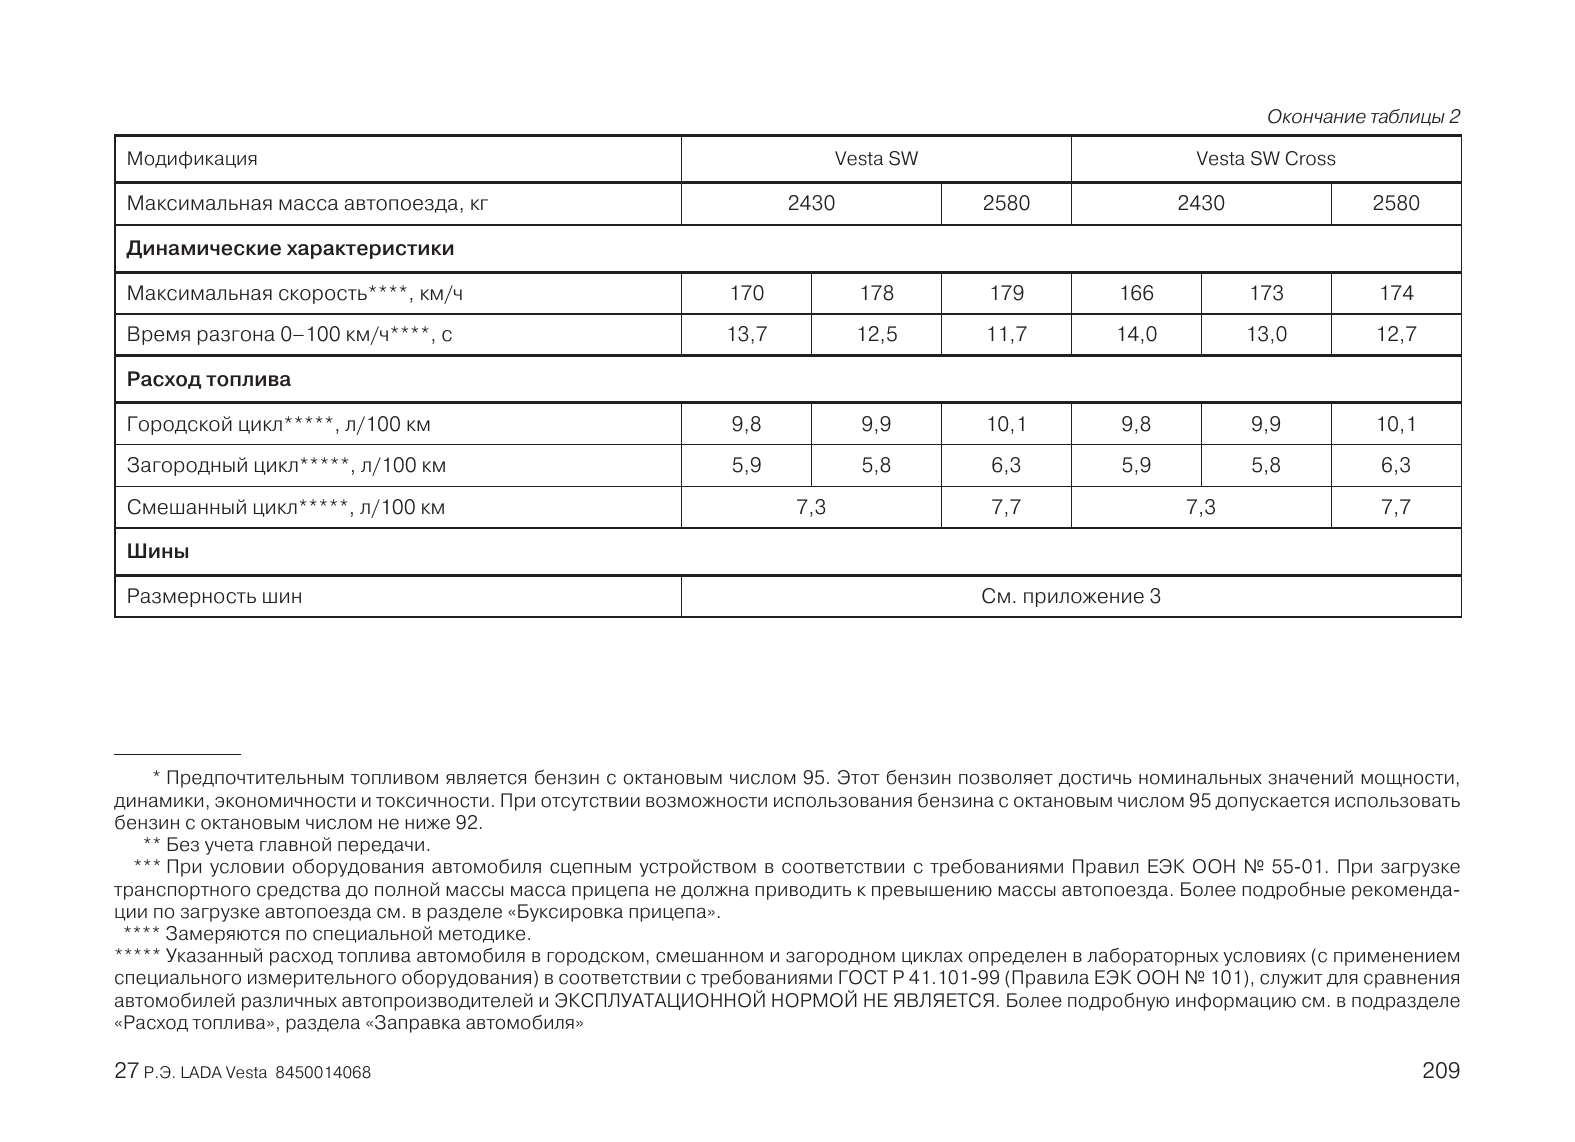 Окончание таблицы 2
Модификация Vesta SW Vesta SW Cross
Максимальная масса автопоезда, кг 2430 2580 2430 2580
Динамические характеристики
Максимальная скорость****, км/ч 170 178 179 166 173 174
Время разгона 0–100 км/ч****, с 13,7 12,5 11,7 14,0 13,0 12,7
Расход топлива
Городской цикл*****, л/100 км 9,8 9,9 10,1 9,8 9,9 10,1
Загородный цикл*****, л/100 км 5,9 5,8 6,3 5,9 5,8 6,3
Смешанный цикл*****, л/100 км 7,3 7,7 7,3 7,7
Шины
Размерность шин См. приложение 3
* Предпочтительным топливом является бензин с октановым числом 95. Этот бензин позволяет достичь номинальных значений мощности,
динамики, экономичности и токсичности. При отсутствии возможности использования бензина с октановым числом 95 допускается использовать
бензин с октановым числом не ниже 92.
** Без учета главной передачи.
*** При условии оборудования автомобиля сцепным устройством в соответствии с требованиями Правил ЕЭК ООН № 55-01. При загрузке
транспортного средства до полной массы масса прицепа не должна приводить к превышению массы автопоезда. Более подробные рекоменда-
ции по загрузке автопоезда см. в разделе «Буксировка прицепа».
**** Замеряются по специальной методике.
***** Указанный расход топлива автомобиля в городском, смешанном и загородном циклах определен в лабораторных условиях (с применением
специального измерительного оборудования) в соответствии с требованиями ГОСТ Р 41.101-99 (Правила ЕЭК ООН № 101), служит для сравнения
автомобилей различных автопроизводителей и ЭКСПЛУАТАЦИОННОЙ НОРМОЙ НЕ ЯВЛЯЕТСЯ. Более подробную информацию см. в подразделе
«Расход топлива», раздела «Заправка автомобиля»
27 Р.Э. LADA Vesta 8450014068 209